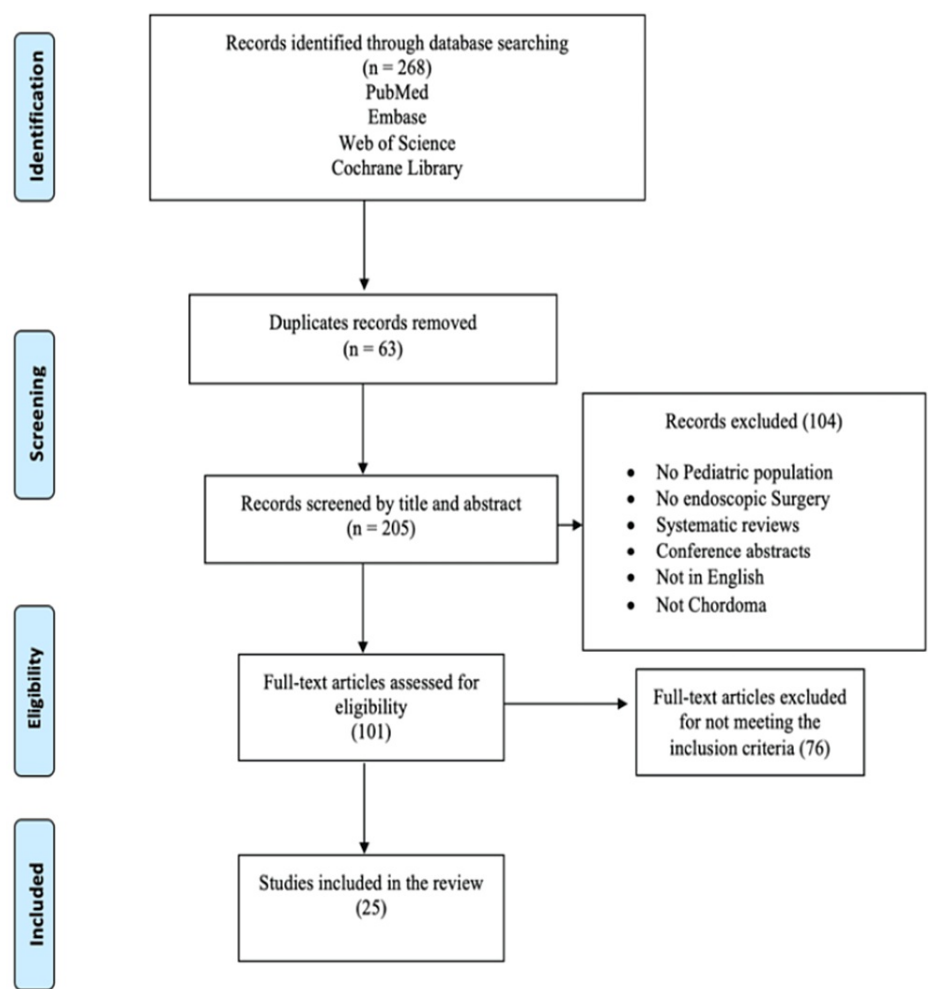 Identification
Records identified through database searching
(n = 268)
PubMed
Embase
Web of Science
Cochrane Library
Screening
Duplicates records removed
(n = 63)
Records screened by title and abstract
(n = 205)
Records excluded (104)
• No Pediatric population
• No endoscopic Surgery
• Systematic reviews
• Conference abstracts
• Not in English
• Not Chordoma
Eligibility
Full-text articles assessed for
eligibility
(101)
Full-text articles excluded
for not meeting the
inclusion criteria (76)
Included
Studies included in the review
(25)